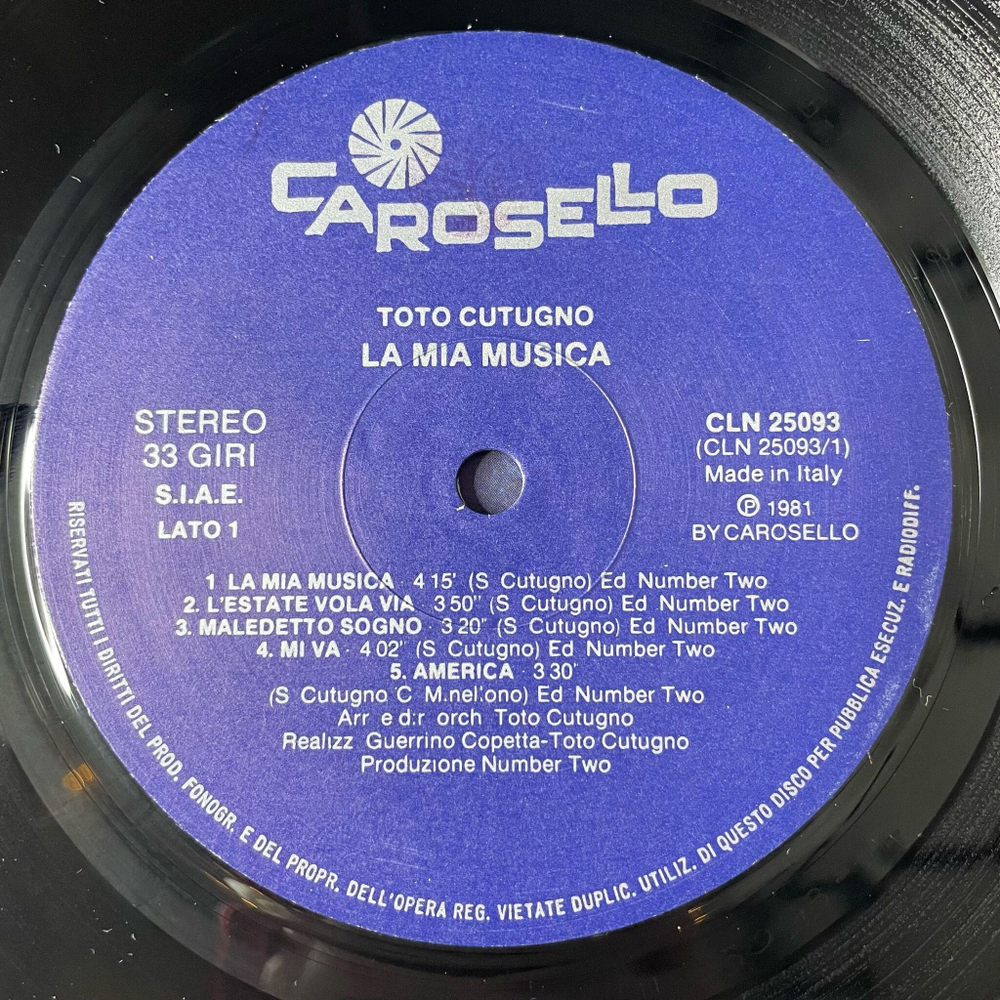 CAROSELLO
TOTO CUTUGNO
LA MIA MUSICA
STEREO
33 GIRI
S.I.A.E.
LATO 1
CLN 25093
(CLN 25093/1)
Made in Italy
Ⓟ 1981
BY CAROSELLO
1 LA MIA MUSICA · 4 15' (S Cutugno) Ed Number Two
2. L'ESTATE VOLA VIA · 3 50" (S Cutugno) Ed Number Two
3. MALEDETTO SOGNO · 3 20" (S Cutugno) Ed Number Two
4. MI VA · 4 02" (S Cutugno) Ed Number Two
5. AMERICA · 3 30'
(S Cutugno C ) Ed Number Two
Arr e dir orch Toto Cutugno
Realizz Guerrino Copetta-Toto Cutugno
Produzione Number Two
RISERVATI TUTTI I DIRITTI DEL PROD. FONOGR. E DEL PROPR. DELL'OPERA REG. VIETATE DUPLIC. UTILIZ. DI QUESTO DISCO PER PUBBLICA ESECUZ. E RADIODIFF.